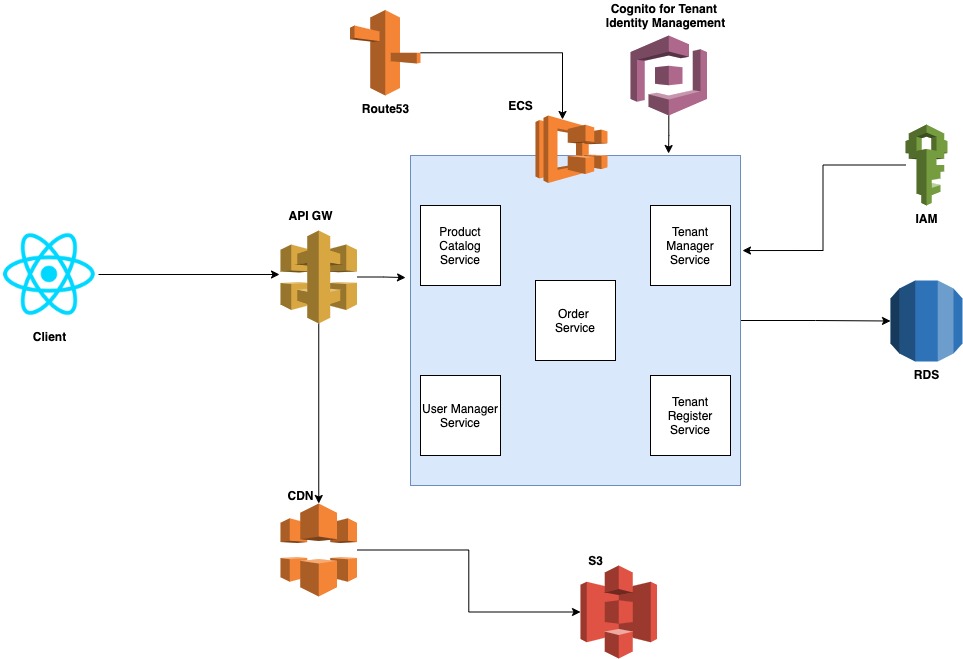 Cognito for Tenant
Identity Management
Route53
ECS
IAM
API GW
Product
Catalog
Service
Tenant
Manager
Service
Order
Service
Client
RDS
User Manager
Service
Tenant
Register
Service
CDN
S3